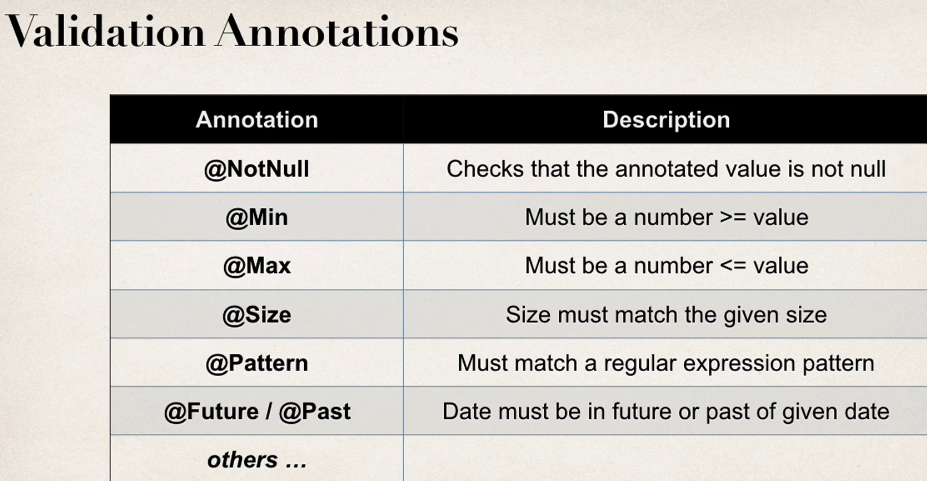 Validation Annotations
Annotation Description
@NotNull Checks that the annotated value is not null
@Min Must be a number >= value
@Max Must be a number <= value
@Size Size must match the given size
@Pattern Must match a regular expression pattern
@Future / @Past Date must be in future or past of given date
others …